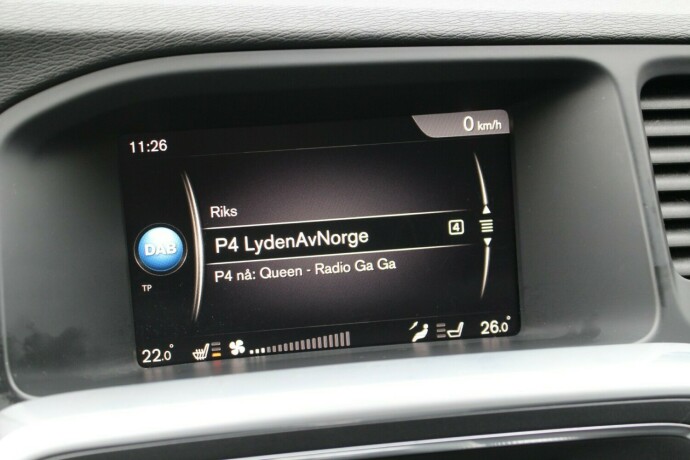 11:26
0 km/h
Riks
P4 LydenAvNorge
4
DAB
P4 nå: Queen - Radio Ga Ga
TP
22.0°
26.0°